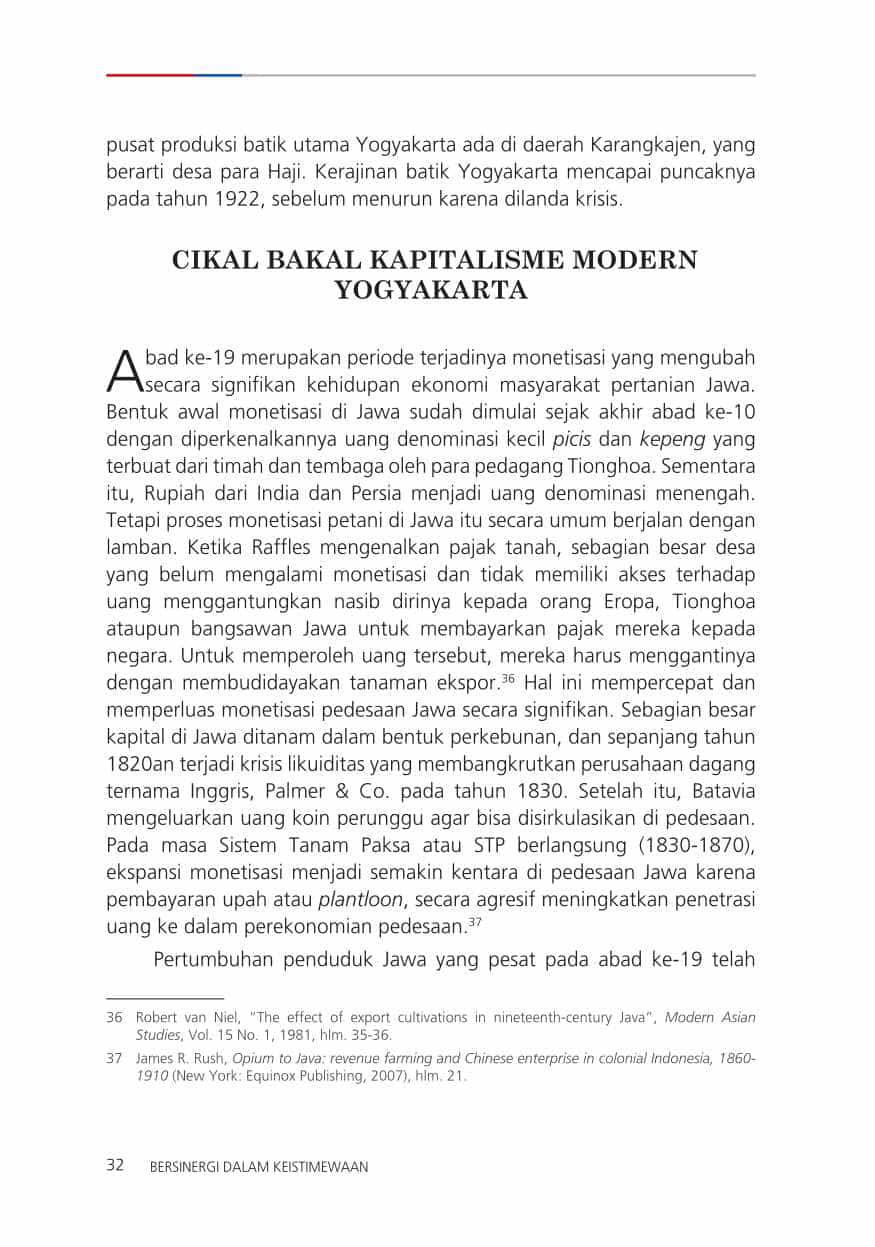 pusat produksi batik utama Yogyakarta ada di daerah Karangkajen, yang
berarti desa para Haji. Kerajinan batik Yogyakarta mencapai puncaknya
pada tahun 1922, sebelum menurun karena dilanda krisis.
CIKAL BAKAL KAPITALISME MODERN
YOGYAKARTA
Abad ke-19 merupakan periode terjadinya monetisasi yang mengubah
secara signifikan kehidupan ekonomi masyarakat pertanian Jawa.
Bentuk awal monetisasi di Jawa sudah dimulai sejak akhir abad ke-10
dengan diperkenalkannya uang denominasi kecil picis dan kepeng yang
terbuat dari timah dan tembaga oleh para pedagang Tionghoa. Sementara
itu, Rupiah dari India dan Persia menjadi uang denominasi menengah.
Tetapi proses monetisasi petani di Jawa itu secara umum berjalan dengan
lamban. Ketika Raffles mengenalkan pajak tanah, sebagian besar desa
yang belum mengalami monetisasi dan tidak memiliki akses terhadap
uang menggantungkan nasib dirinya kepada orang Eropa, Tionghoa
ataupun bangsawan Jawa untuk membayarkan pajak mereka kepada
negara. Untuk memperoleh uang tersebut, mereka harus menggantinya
dengan membudidayakan tanaman ekspor.36 Hal ini mempercepat dan
memperluas monetisasi pedesaan Jawa secara signifikan. Sebagian besar
kapital di Jawa ditanam dalam bentuk perkebunan, dan sepanjang tahun
1820an terjadi krisis likuiditas yang membangkrutkan perusahaan dagang
ternama Inggris, Palmer & Co. pada tahun 1830. Setelah itu, Batavia
mengeluarkan uang koin perunggu agar bisa disirkulasikan di pedesaan.
Pada masa Sistem Tanam Paksa atau STP berlangsung (1830-1870),
ekspansi monetisasi menjadi semakin kentara di pedesaan Jawa karena
pembayaran upah atau plantloon, secara agresif meningkatkan penetrasi
uang ke dalam perekonomian pedesaan.37
Pertumbuhan penduduk Jawa yang pesat pada abad ke-19 telah
36 Robert van Niel, "The effect of export cultivations in nineteenth-century Java", Modern Asian
Studies, Vol. 15 No. 1, 1981, hlm. 35-36.
37 James R. Rush, Opium to Java: revenue farming and Chinese enterprise in colonial Indonesia, 1860-
1910 (New York: Equinox Publishing, 2007), hlm. 21.
32 BERSINERGI DALAM KEISTIMEWAAN